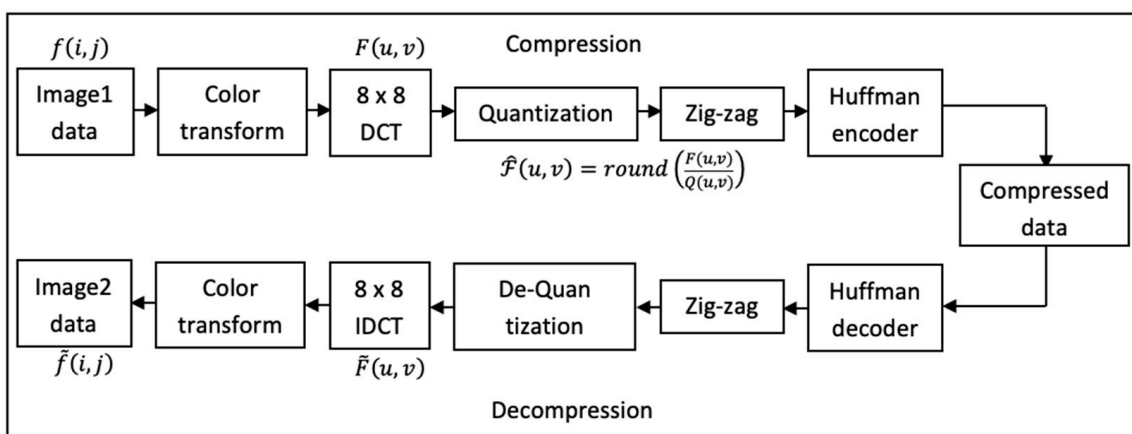 Compression
f(i,j)
F(u,v)
Image1
data
Color
transform
8 x 8
DCT
Quantization
Zig-zag
Huffman
encoder
ℱ̂(u,v) = round (F(u,v)/Q(u,v))
Compressed
data
Image2
data
Color
transform
8 x 8
IDCT
De-Quan
tization
Zig-zag
Huffman
decoder
f̃(i,j)
F̃(u,v)
Decompression